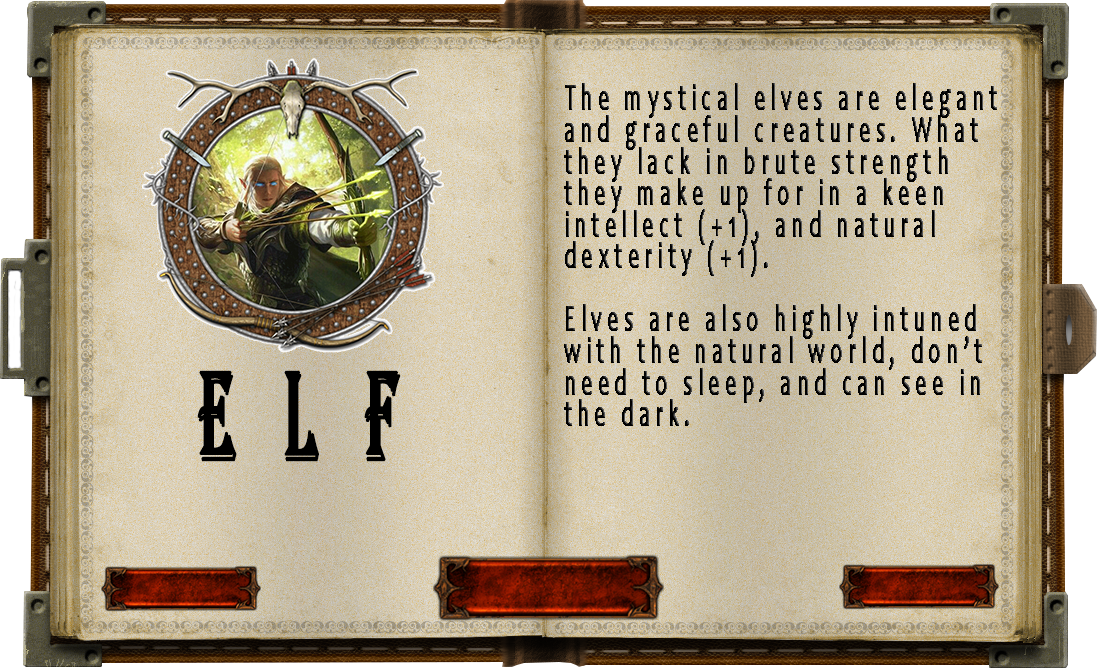 ELF
The mystical elves are elegant
and graceful creatures. What
they lack in brute strength
they make up for in a keen
intellect (+1), and natural
dexterity (+1).
Elves are also highly intuned
with the natural world, don't
need to sleep, and can see in
the dark.